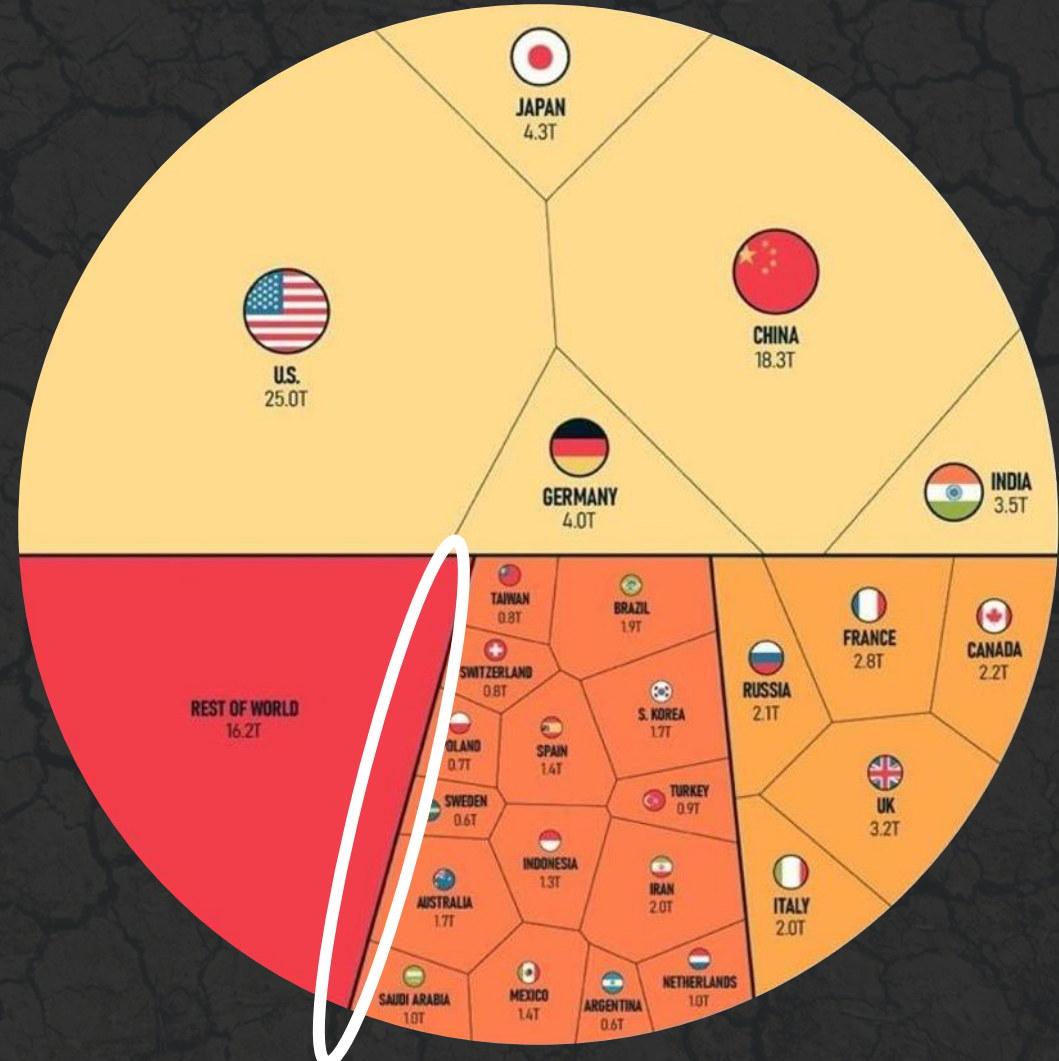 JAPAN
4.3T
U.S.
25.0T
CHINA
18.3T
GERMANY
4.0T
INDIA
3.5T
REST OF WORLD
16.2T
TAIWAN
0.8T
BRAZIL
1.9T
SWITZERLAND
0.8T
S. KOREA
1.7T
OLAND
0.7T
SPAIN
1.4T
SWEDEN
0.6T
TURKEY
0.9T
INDONESIA
1.3T
IRAN
2.0T
AUSTRALIA
1.7T
SAUDI ARABIA
1.0T
MEXICO
1.4T
ARGENTINA
0.6T
NETHERLANDS
1.0T
RUSSIA
2.1T
FRANCE
2.8T
CANADA
2.2T
UK
3.2T
ITALY
2.0T